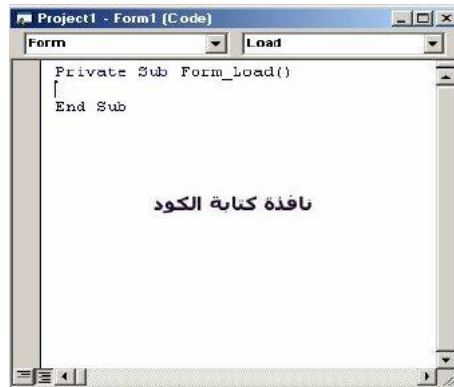 Project1 - Form1 (Code)
Form Load
Private Sub Form_Load()
End Sub
نافذة كتابة الكود